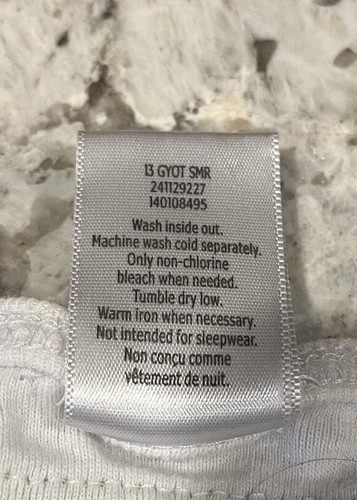 13 GYOT SMR
241129227
140108495
Wash inside out.
Machine wash cold separately.
Only non-chlorine
bleach when needed.
Tumble dry low.
Warm iron when necessary.
Not intended for sleepwear.
Non conçu comme
vêtement de nuit.